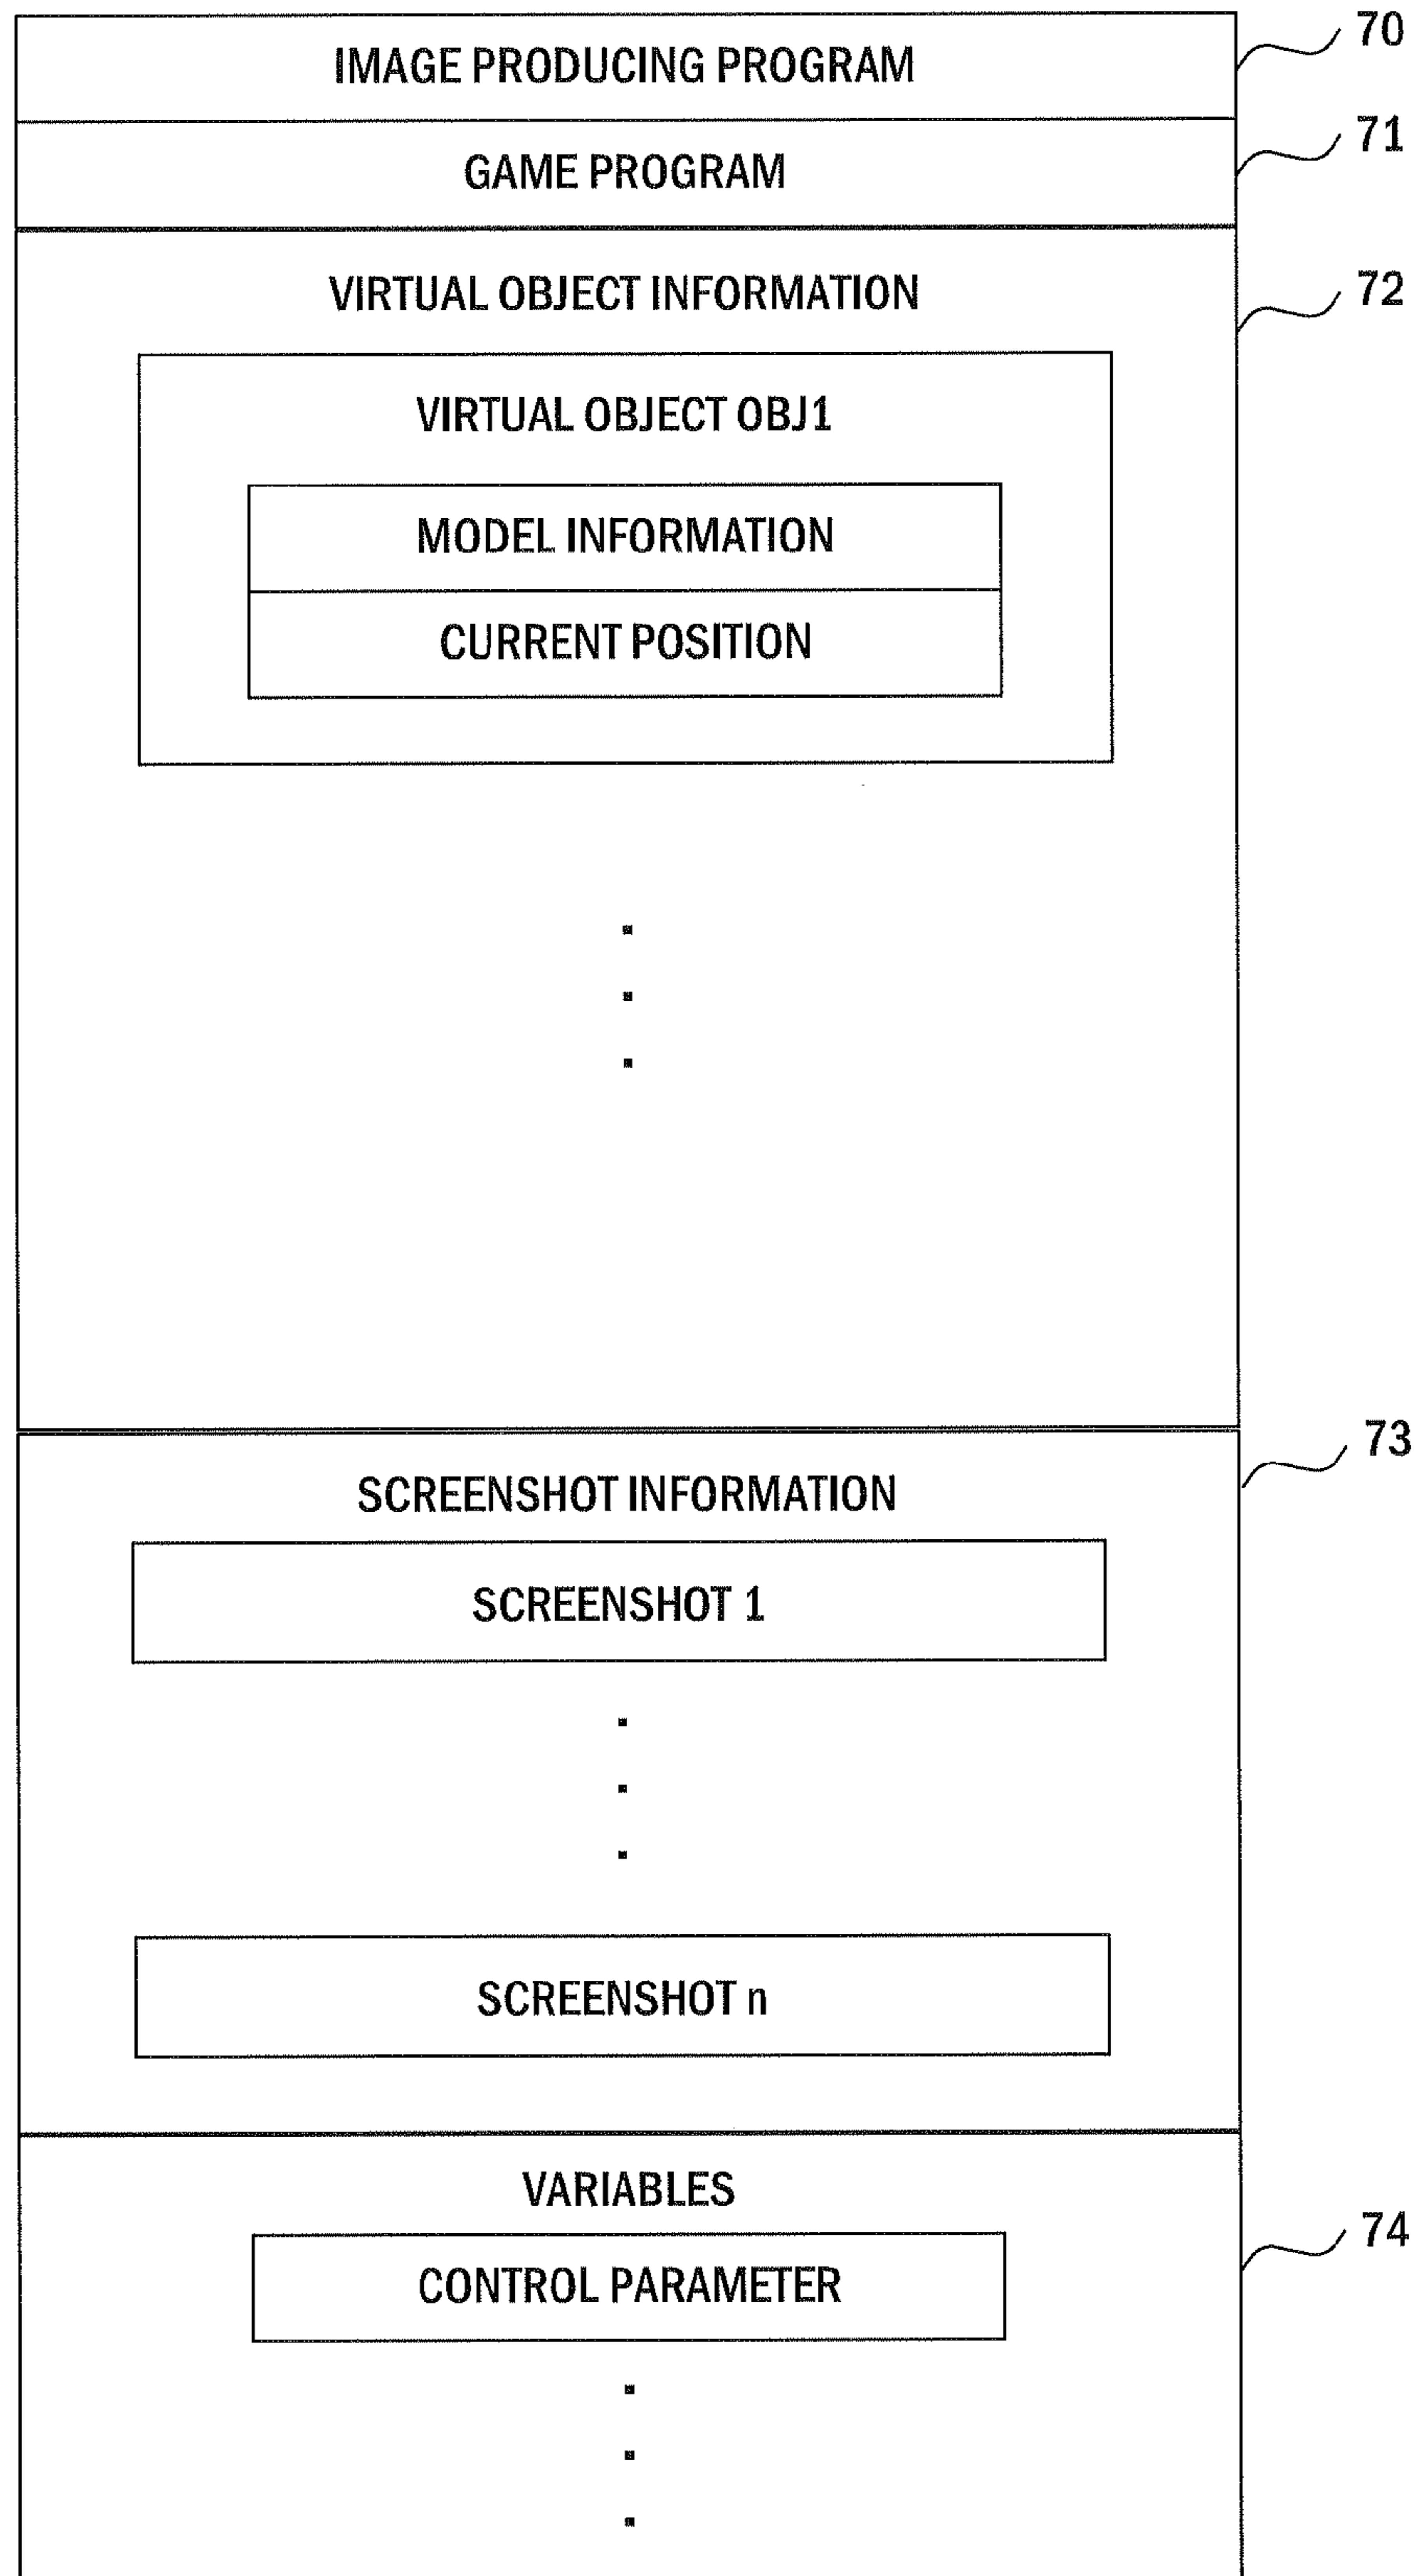 IMAGE PRODUCING PROGRAM
70
GAME PROGRAM
71
VIRTUAL OBJECT INFORMATION
72
VIRTUAL OBJECT OBJ1
MODEL INFORMATION
CURRENT POSITION
73
SCREENSHOT INFORMATION
SCREENSHOT 1
SCREENSHOT n
VARIABLES
74
CONTROL PARAMETER